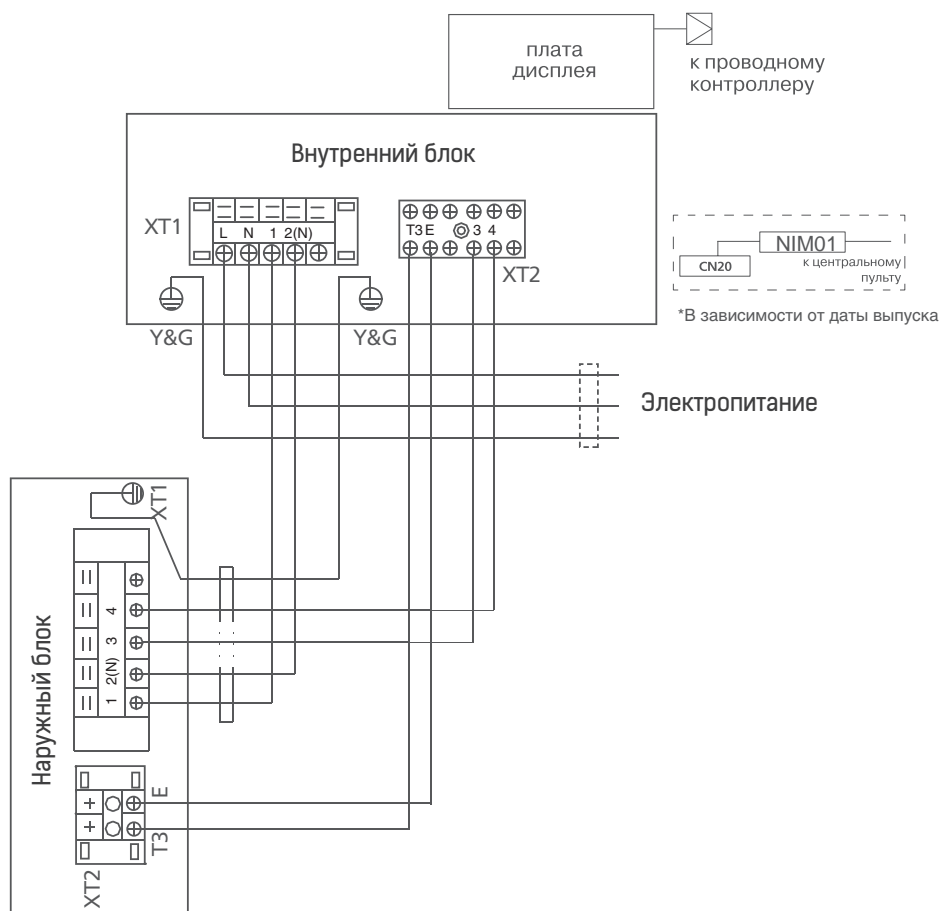 плата
дисплея
к проводному
контроллеру
Внутренний блок
XT1
L N 1 2(N)
T3 E 3 4
XT2
Y&G
Y&G
NIM01
CN20
к центральному
пульту
*В зависимости от даты выпуска
Электропитание
Наружный блок
XT1
4
3
2(N)
1
E
T3
XT2